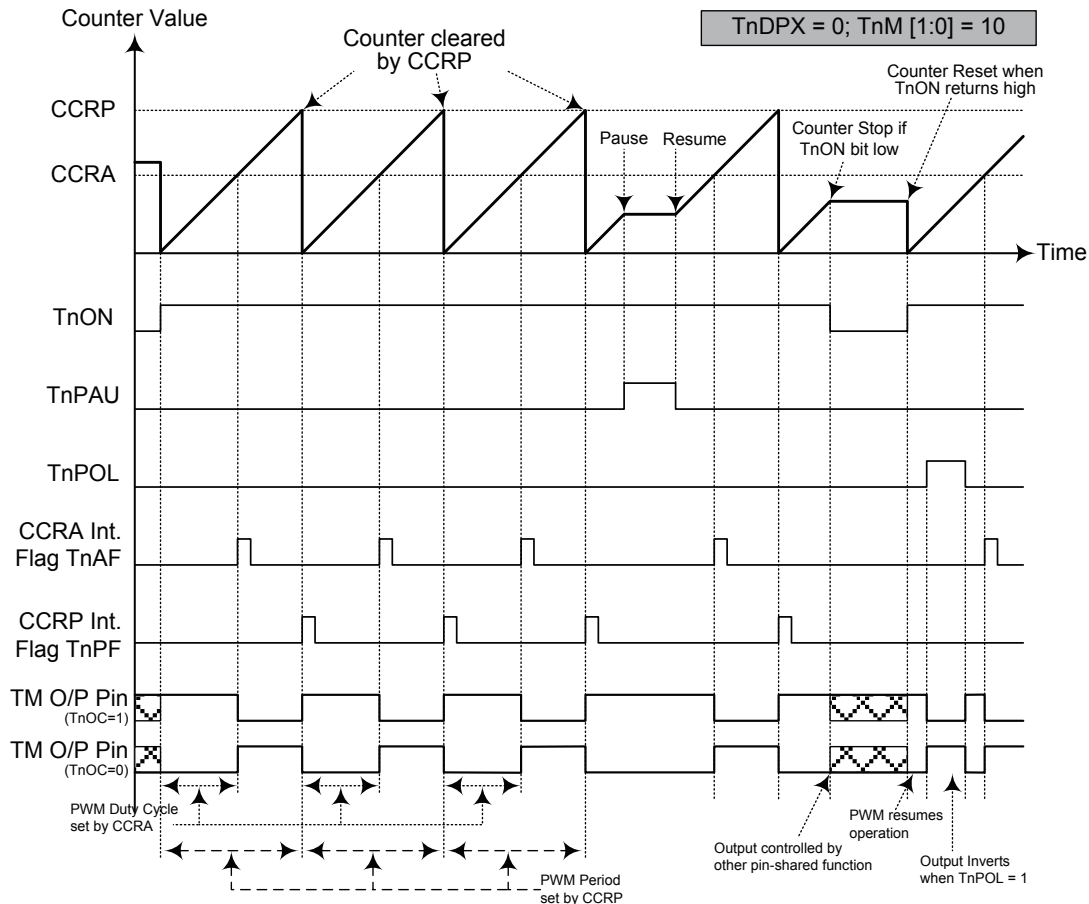 Counter Value
TnDPX = 0; TnM [1:0] = 10
Counter cleared
by CCRP
Counter Reset when
TnON returns high
CCRP
Pause
Resume
Counter Stop if
TnON bit low
CCRA
Time
TnON
TnPAU
TnPOL
CCRA Int.
Flag TnAF
CCRP Int.
Flag TnPF
TM O/P Pin
(TnOC=1)
TM O/P Pin
(TnOC=0)
PWM Duty Cycle
set by CCRA
PWM resumes
operation
Output controlled by
other pin-shared function
Output Inverts
when TnPOL = 1
PWM Period
set by CCRP